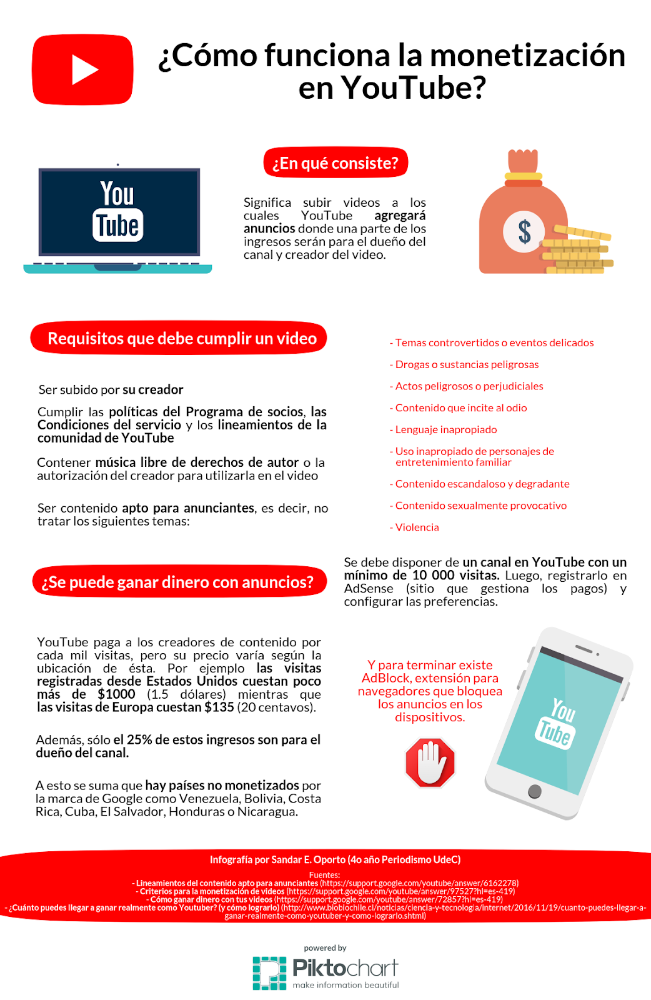 ¿Cómo funciona la monetización
en YouTube?
You
Tube
¿En qué consiste?
Significa subir videos a los
cuales YouTube agregará
anuncios donde una parte de los
ingresos serán para el dueño del
canal y creador del video.
$
Requisitos que debe cumplir un video
Ser subido por su creador
Cumplir las políticas del Programa de socios, las
Condiciones del servicio y los lineamientos de la
comunidad de YouTube
Contener música libre de derechos de autor o la
autorización del creador para utilizarla en el video
Ser contenido apto para anunciantes, es decir, no
tratar los siguientes temas:
- Temas controvertidos o eventos delicados
- Drogas o sustancias peligrosas
- Actos peligrosos o perjudiciales
- Contenido que incite al odio
- Lenguaje inapropiado
- Uso inapropiado de personajes de
entretenimiento familiar
- Contenido escandaloso y degradante
- Contenido sexualmente provocativo
- Violencia
¿Se puede ganar dinero con anuncios?
Se debe disponer de un canal en YouTube con un
mínimo de 10 000 visitas. Luego, registrarlo en
AdSense (sitio que gestiona los pagos) y
configurar las preferencias.
YouTube paga a los creadores de contenido por
cada mil visitas, pero su precio varía según la
ubicación de ésta. Por ejemplo las visitas
registradas desde Estados Unidos cuestan poco
más de $1000 (1.5 dólares) mientras que
las visitas de Europa cuestan $135 (20 centavos).
Además, sólo el 25% de estos ingresos son para el
dueño del canal.
A esto se suma que hay países no monetizados por
la marca de Google como Venezuela, Bolivia, Costa
Rica, Cuba, El Salvador, Honduras o Nicaragua.
Y para terminar existe
AdBlock, extensión para
navegadores que bloquea
los anuncios en los
dispositivos.
You
Tube
Infografía por Sandar E. Oporto (4o año Periodismo UdeC)
Fuentes:
- Lineamientos del contenido apto para anunciantes (https://support.google.com/youtube/answer/6162278)
- Criterios para la monetización de videos (https://support.google.com/youtube/answer/97527?hl=es-419)
- Cómo ganar dinero con tus videos (https://support.google.com/youtube/answer/72857?hl=es-419)
- ¿Cuánto puedes llegar a ganar realmente como Youtuber? (y cómo lograrlo) (http://www.biobiochile.cl/noticias/ciencia-y-tecnologia/internet/2016/11/19/cuanto-puedes-llegar-a-
ganar-realmente-como-youtuber-y-como-lograrlo.shtml)
powered by
Piktochart
make information beautiful